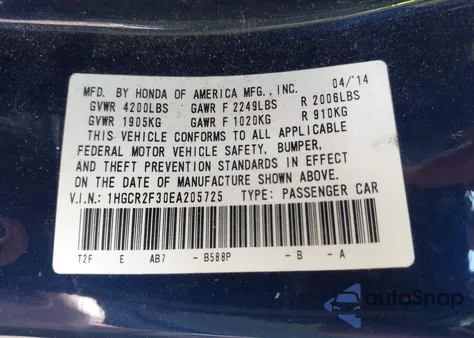 MFD. BY HONDA OF AMERICA MFG., INC. 04/'14
GVWR 4200LBS GAWR F 2249LBS R 2006LBS
GVWR 1905KG GAWR F 1020KG R 910KG
THIS VEHICLE CONFORMS TO ALL APPLICABLE
FEDERAL MOTOR VEHICLE SAFETY, BUMPER,
AND THEFT PREVENTION STANDARDS IN EFFECT
ON THE DATE OF MANUFACTURE SHOWN ABOVE.
V.I.N.: 1HGCR2F30EA205725 TYPE: PASSENGER CAR
T2F E AB7 -B588P -B -A
autoSnap